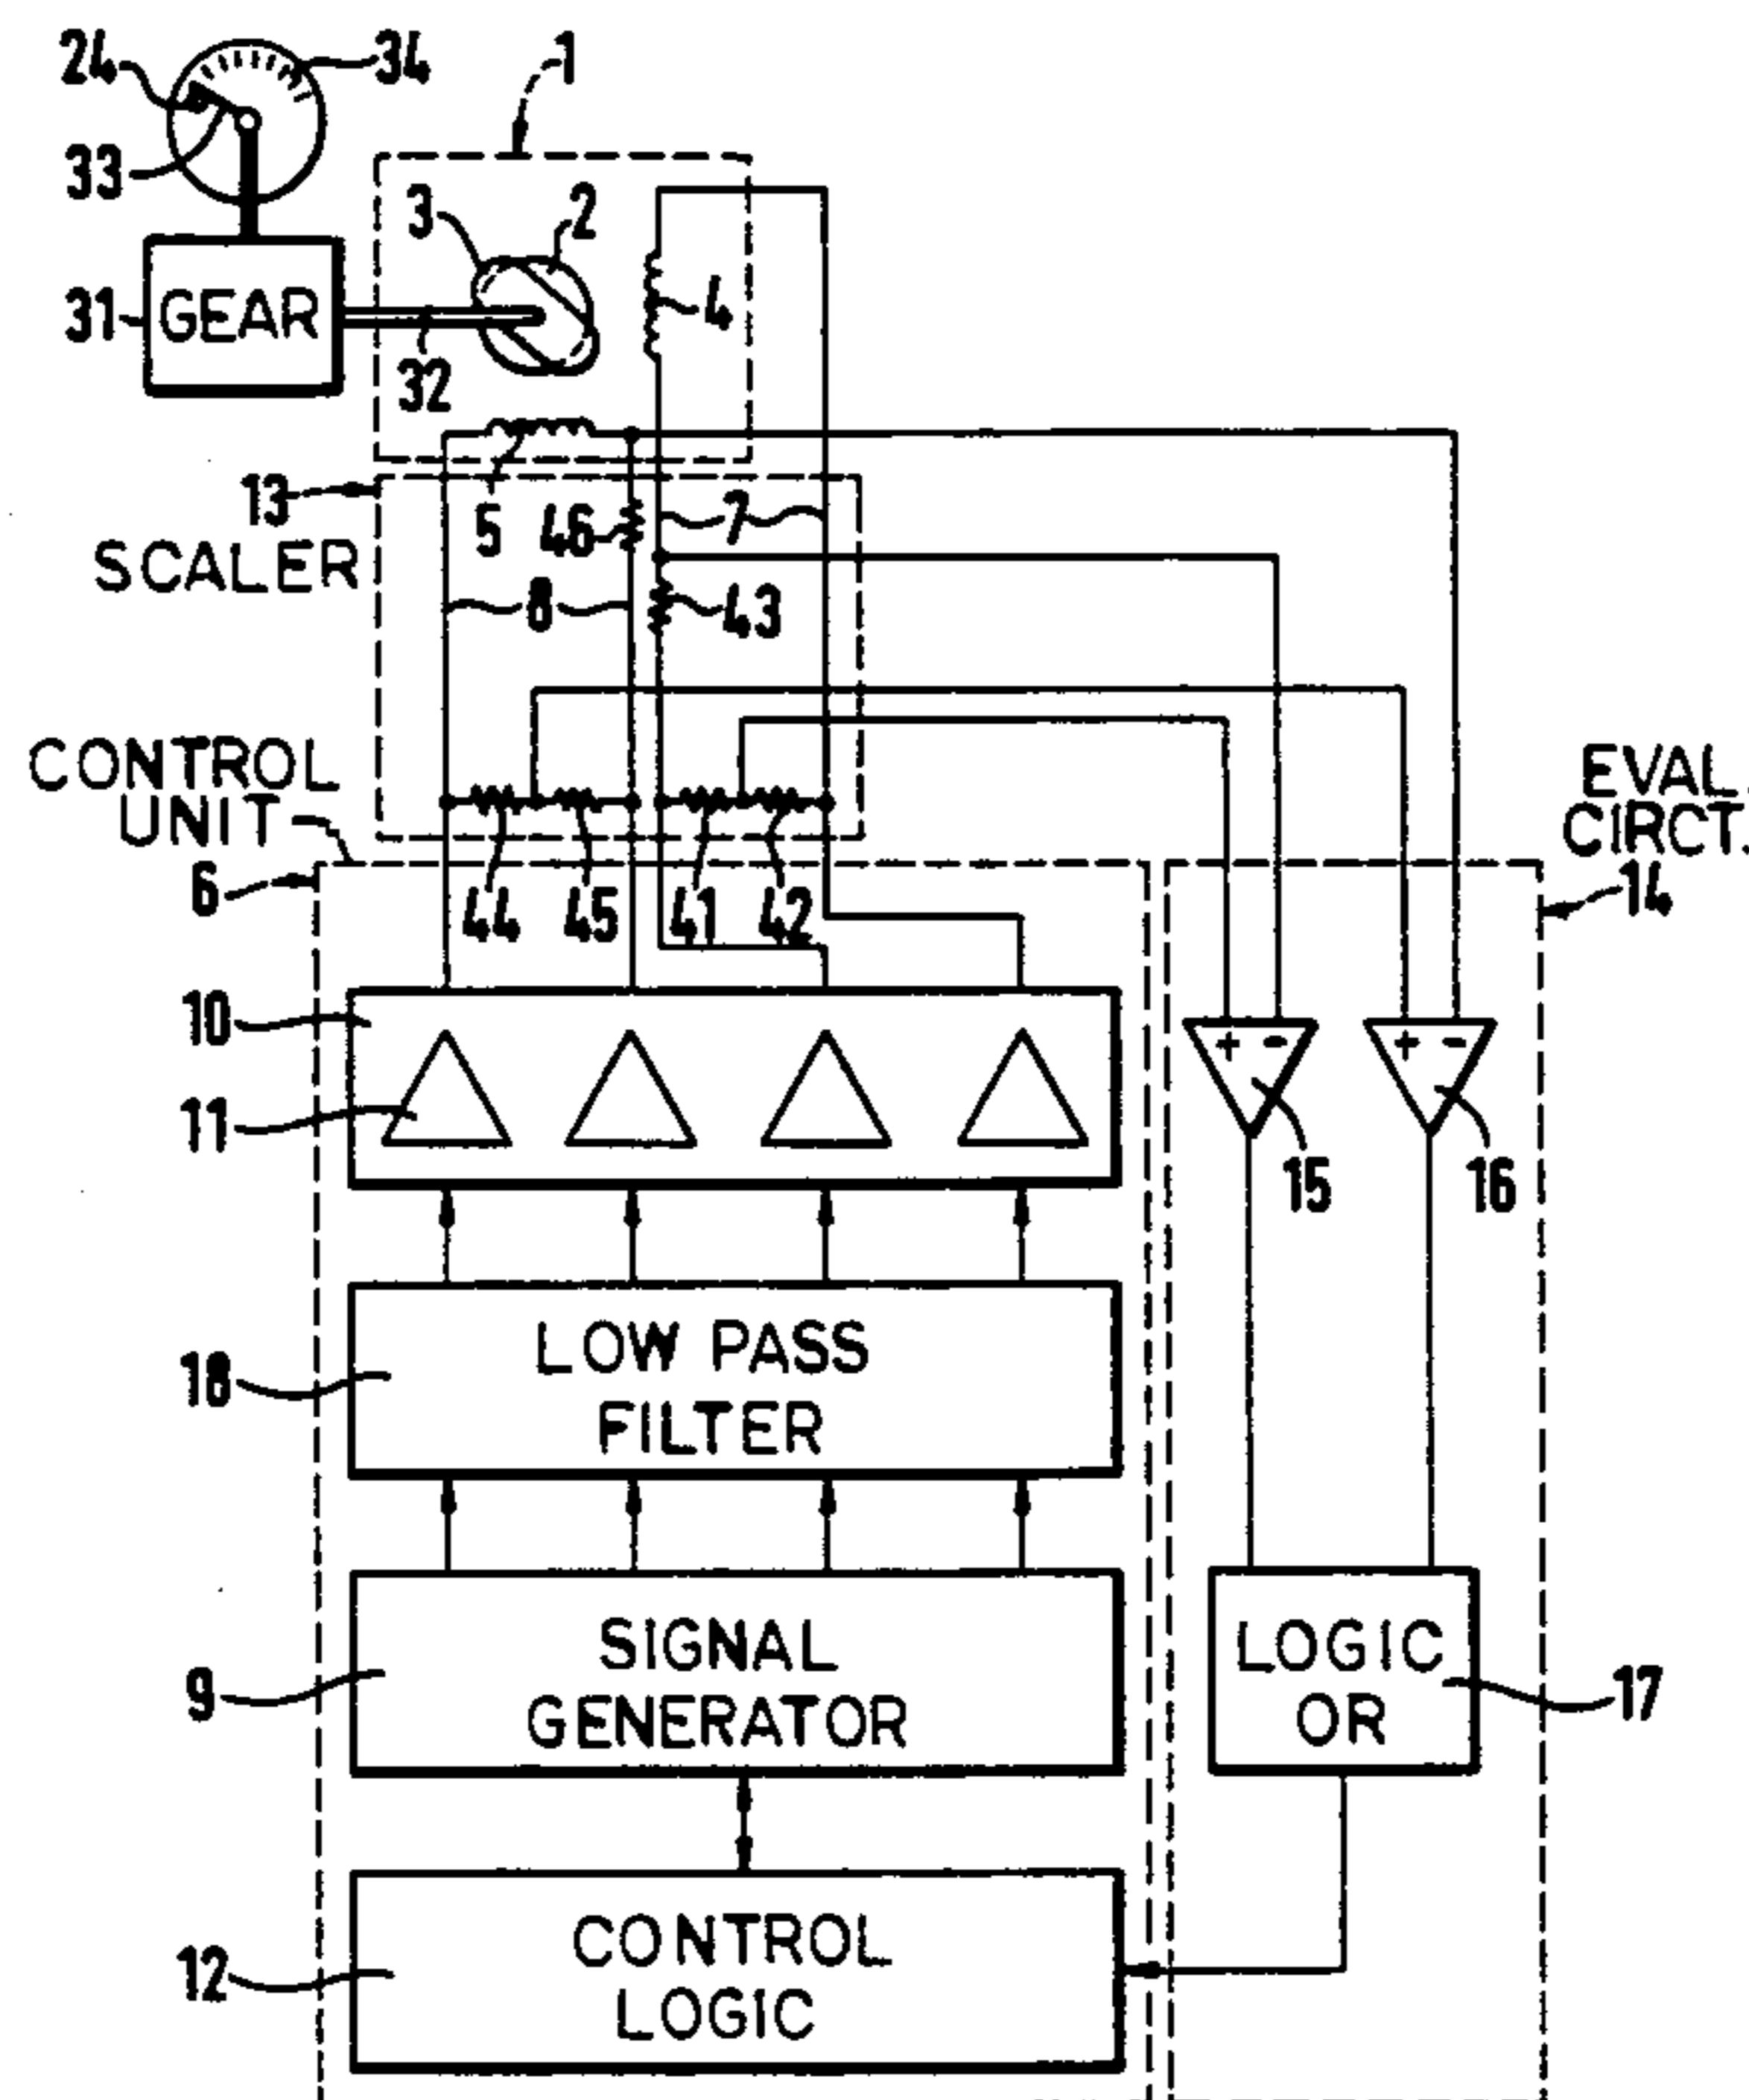 24
34
1
33
3
2
31
GEAR
4
32
13
5
46
7
SCALER
8
43
CONTROL
UNIT
EVAL.
CIRCT.
6
44
45
41
42
14
10
+ -
+ -
11
15
16
LOW PASS
FILTER
18
SIGNAL
GENERATOR
9
LOGIC
OR
17
CONTROL
LOGIC
12